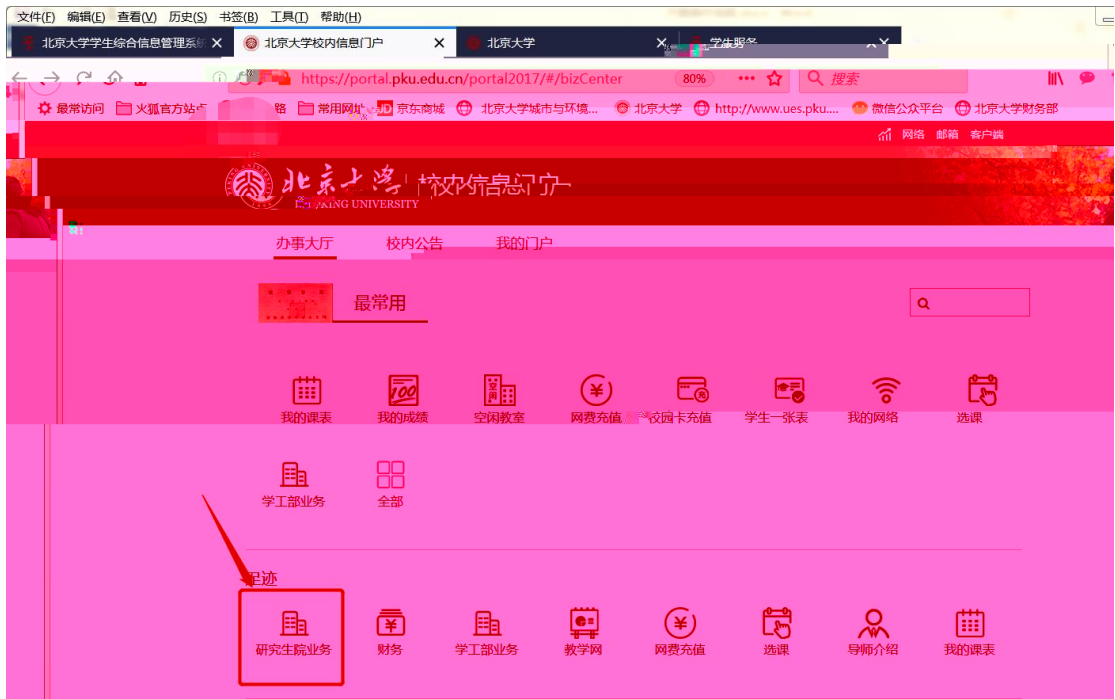 文件(F) 编辑(E) 查看(V) 历史(S) 书签(B) 工具(T) 帮助(H)
北京大学学生综合信息管理系统 北京大学校内信息门户 北京大学 学生服务
https://portal.pku.edu.cn/portal2017/#/bizCenter 80% 搜索
最常访问 火狐官方站点 常用网址 JD 京东商城 北京大学城市与环境... 北京大学 http://www.ues.pku.... 微信公众平台 北京大学财务部
网络 邮箱 客户端
北京大学 校内信息门户
PEKING UNIVERSITY
办事大厅 校内公告 我的门户
最常用
我的课表 我的成绩 空闲教室 网费充值 校园卡充值 学生一张表 我的网络 选课
学工部业务 全部
足迹
研究生院业务 财务 学工部业务 教学网 网费充值 选课 导师介绍 我的课表